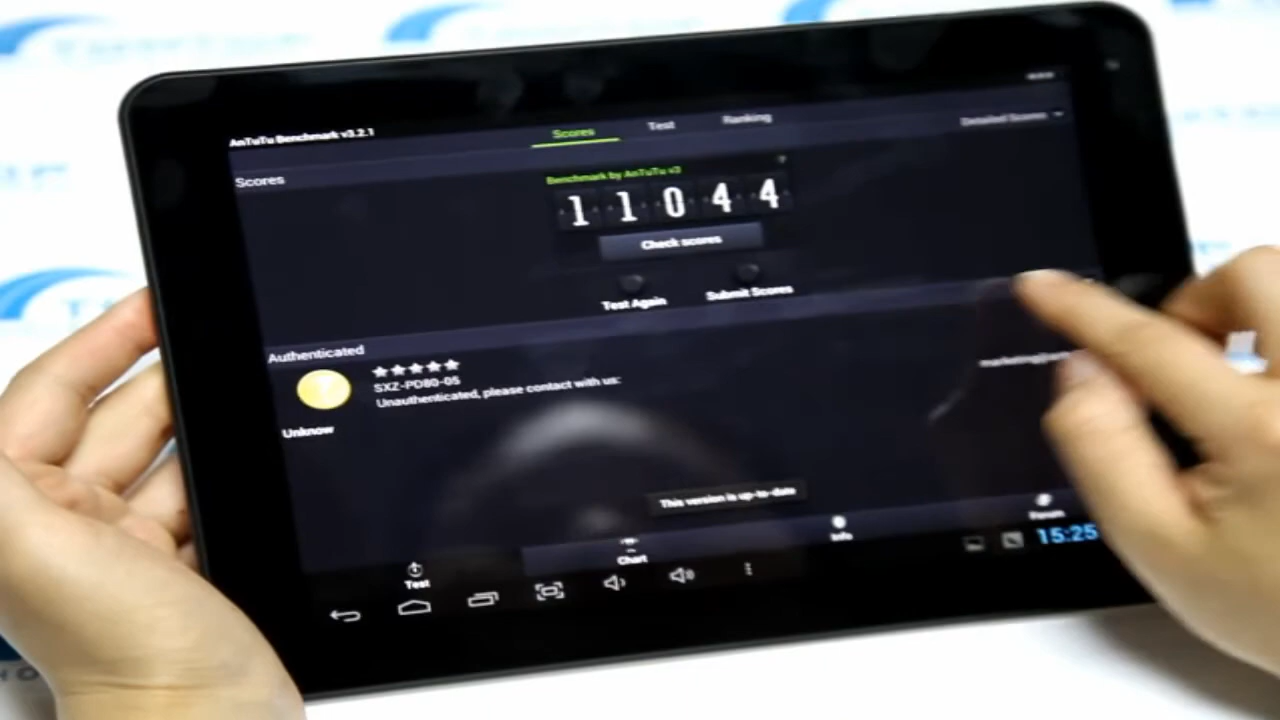 AnTuTu Benchmark v3.2.1
Scores
Test
Ranking
Detailed Scores
Scores
Benchmark by AnTuTu v3
11044
Check scores
Test Again
Submit Scores
Authenticated
SXZ-PD80-05
Unauthenticated, please contact with us:
Unknow
This version is up-to-date
Test
Chart
Info
Forum
15:25